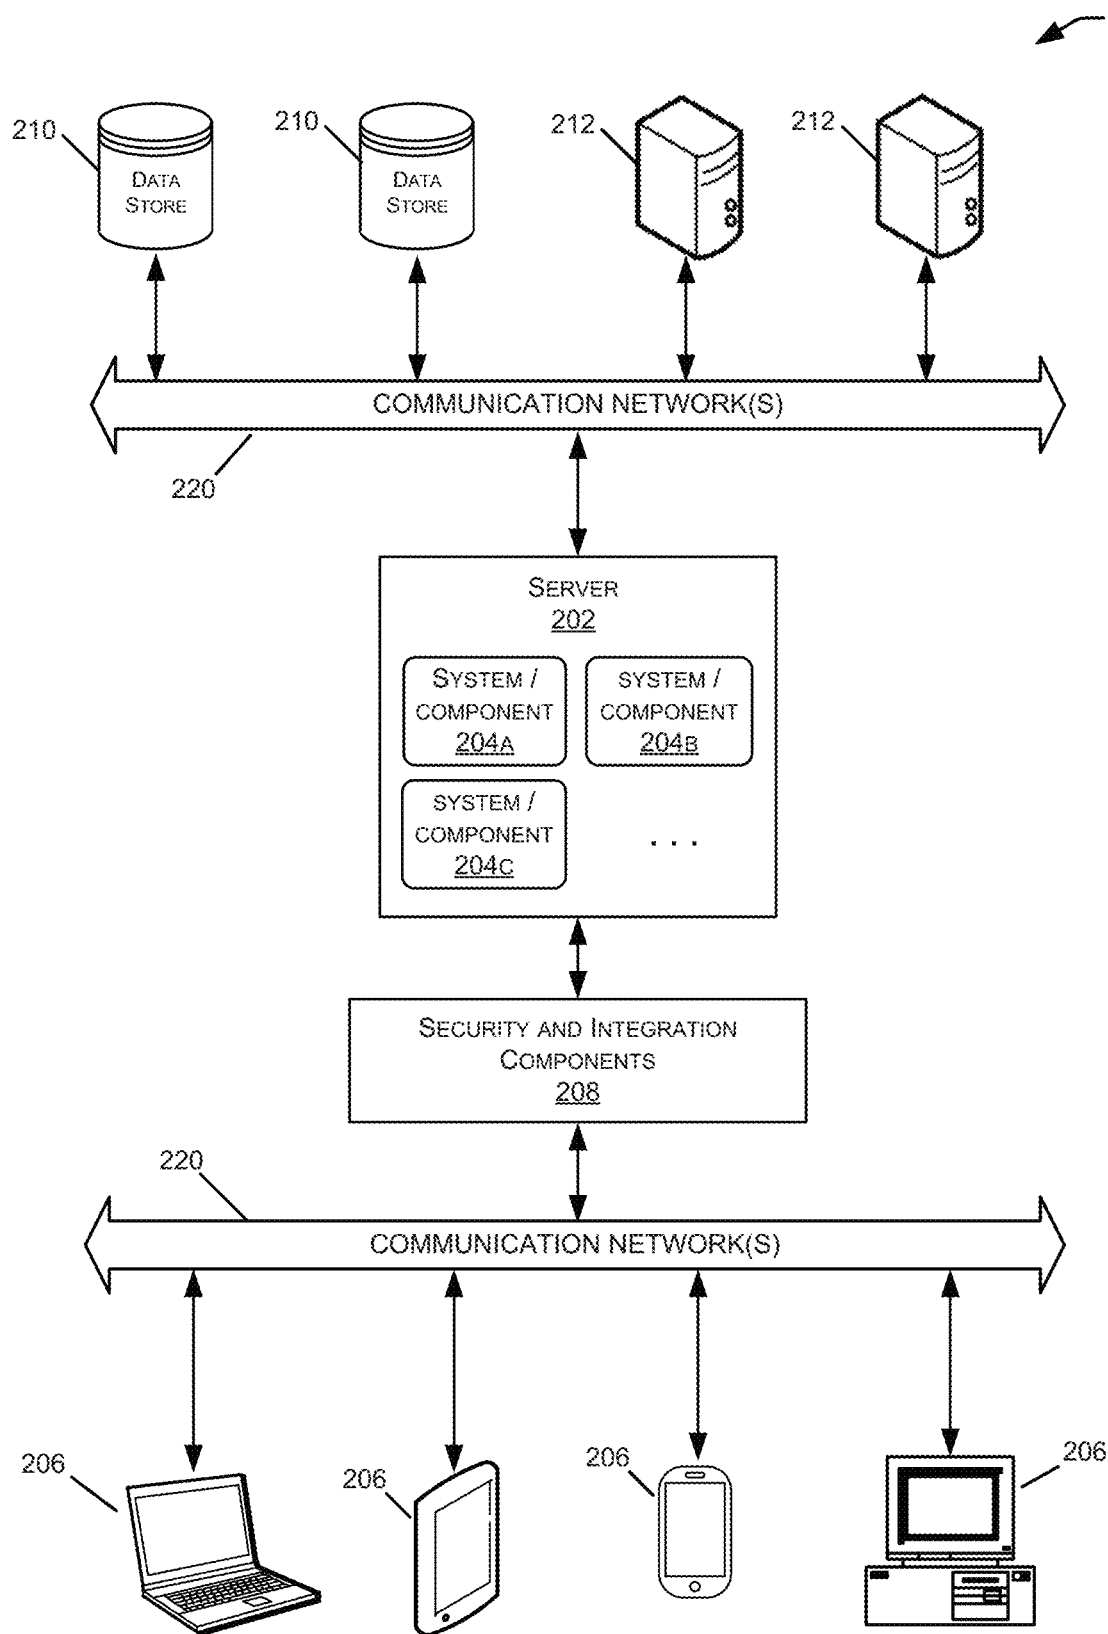 210
210
212
212
DATA
STORE
DATA
STORE
COMMUNICATION NETWORK(S)
220
SERVER
202
SYSTEM /
COMPONENT
204A
SYSTEM /
COMPONENT
204B
SYSTEM /
COMPONENT
204C
. . .
SECURITY AND INTEGRATION
COMPONENTS
208
220
COMMUNICATION NETWORK(S)
206
206
206
206